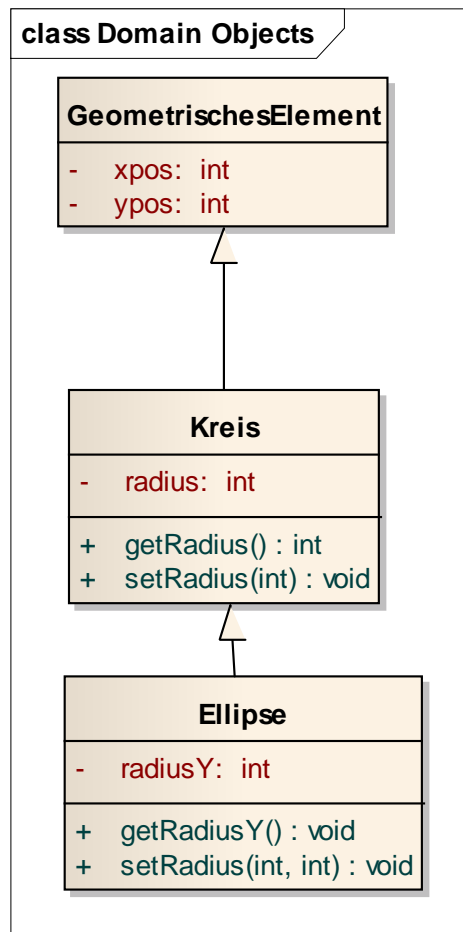 class Domain Objects
GeometrischesElement
- xpos: int
- ypos: int
Kreis
- radius: int
+ getRadius() : int
+ setRadius(int) : void
Ellipse
- radiusY: int
+ getRadiusY() : void
+ setRadius(int, int) : void